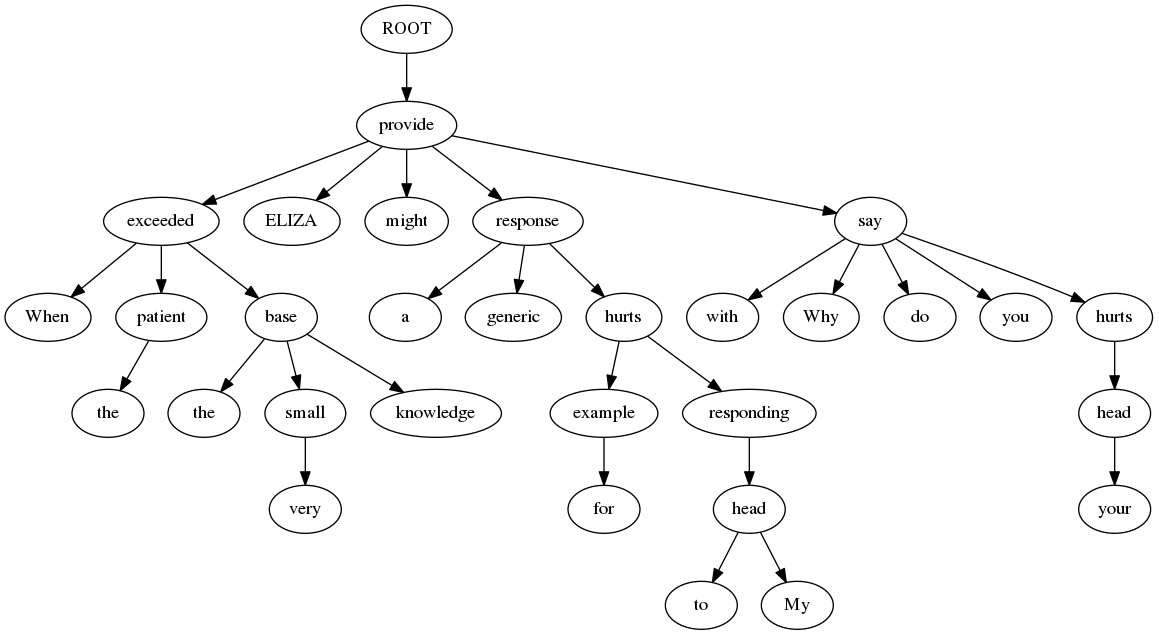 ROOT
provide
exceeded ELIZA might response say
When patient base a generic hurts with Why do you hurts
the the small knowledge example responding head
very for head your
to My